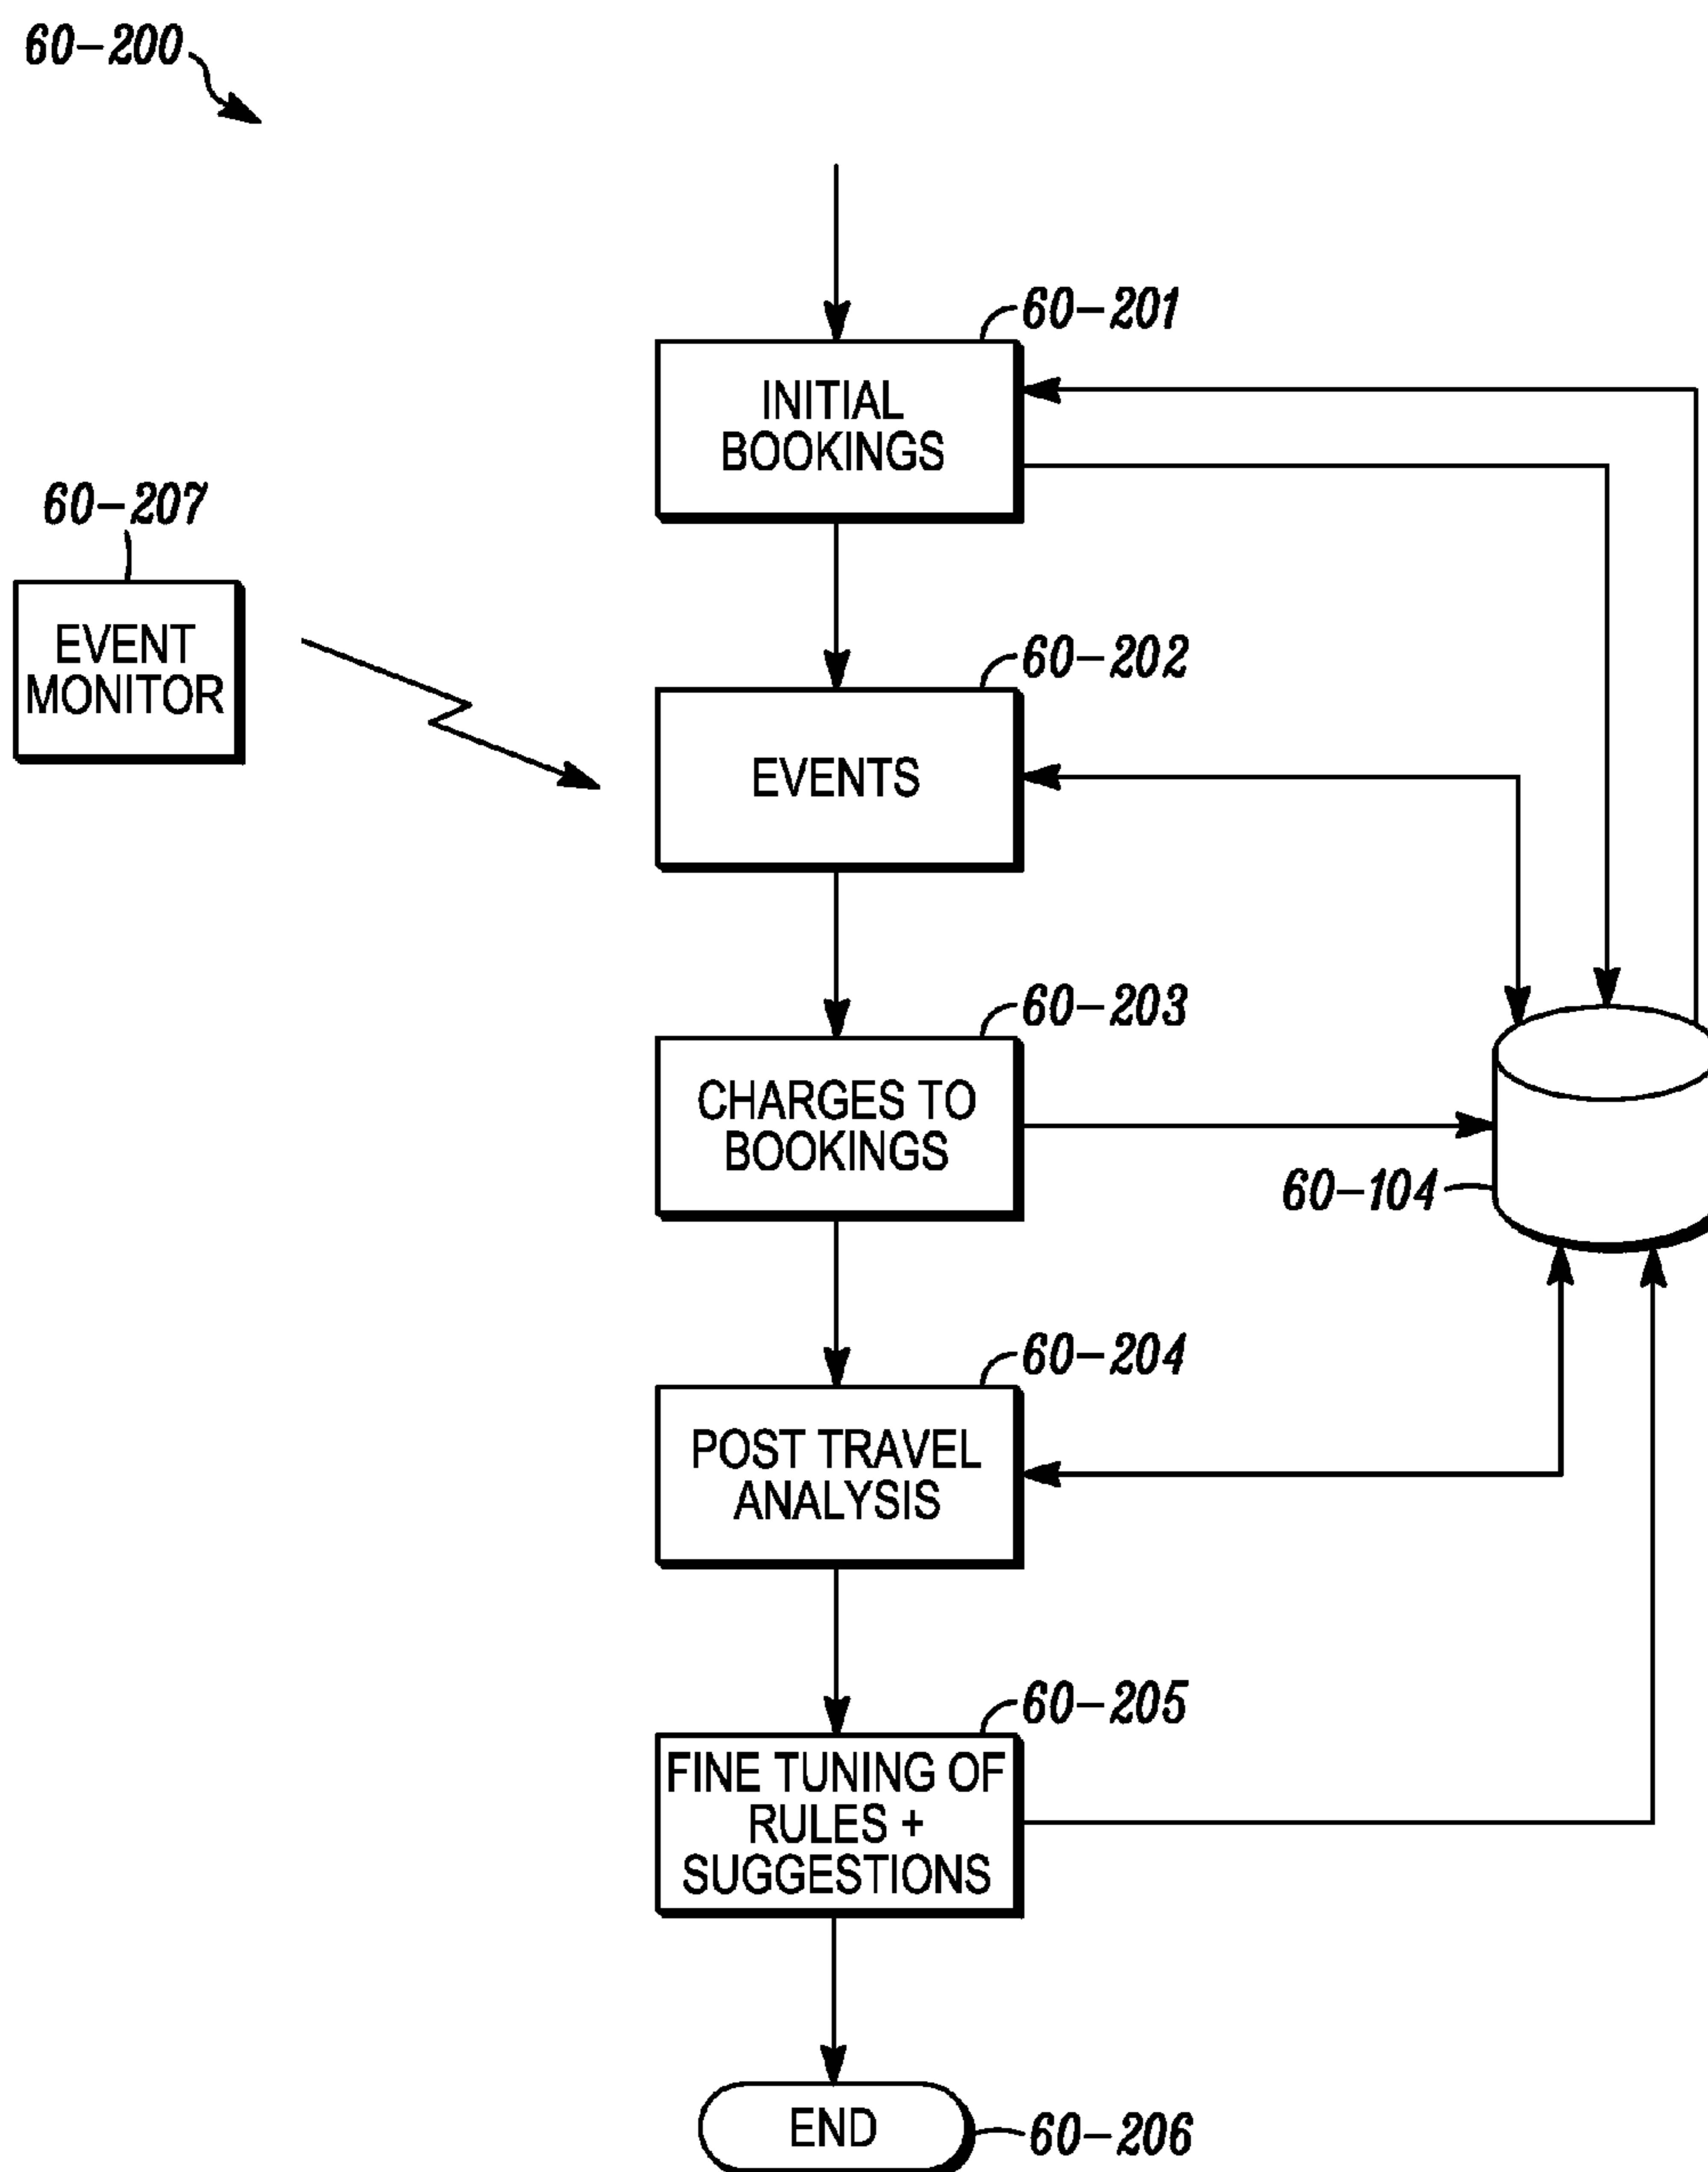 60-200
60-201
INITIAL
BOOKINGS
60-207
EVENT
MONITOR
60-202
EVENTS
60-203
CHARGES TO
BOOKINGS
60-104
60-204
POST TRAVEL
ANALYSIS
60-205
FINE TUNING OF
RULES +
SUGGESTIONS
END
60-206